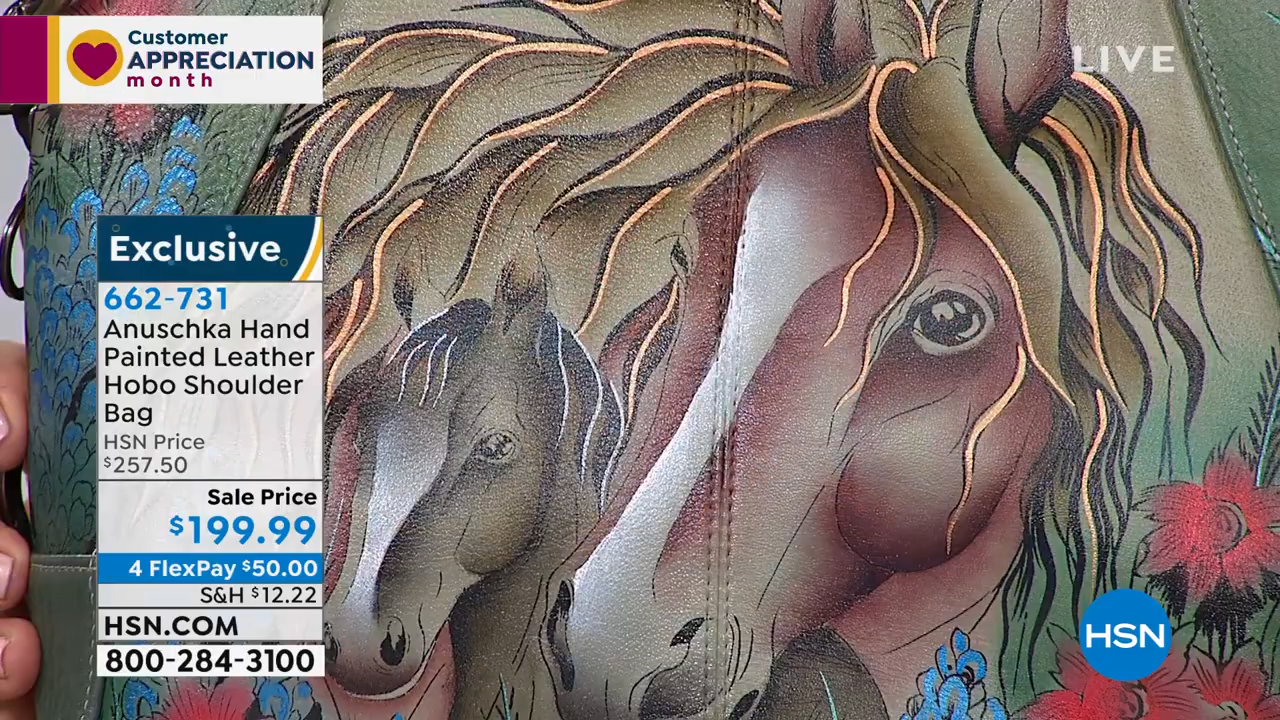 Customer
APPRECIATION
month
LIVE
Exclusive
662-731
Anuschka Hand
Painted Leather
Hobo Shoulder
Bag
HSN Price
$257.50
Sale Price
$199.99
4 FlexPay $50.00
S&H $12.22
HSN.COM
800-284-3100
HSN